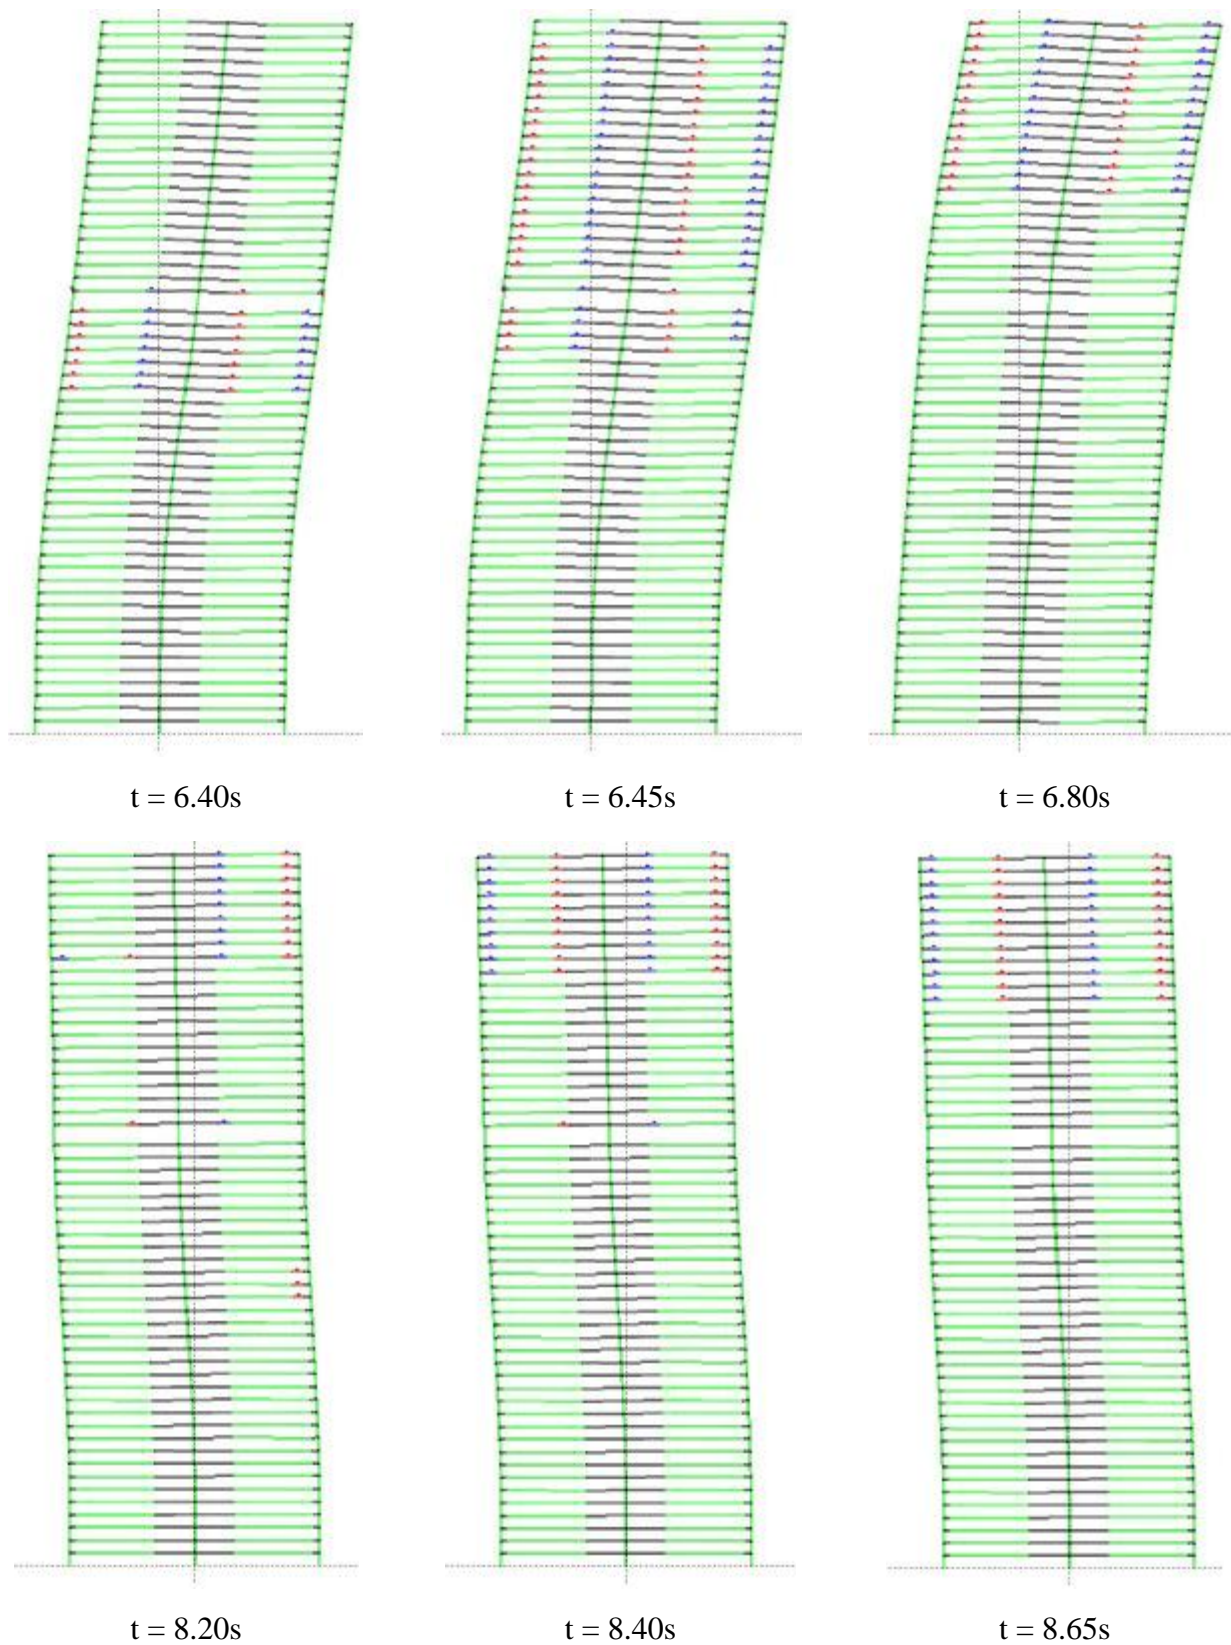 t = 6.40s
t = 6.45s
t = 6.80s
t = 8.20s
t = 8.40s
t = 8.65s